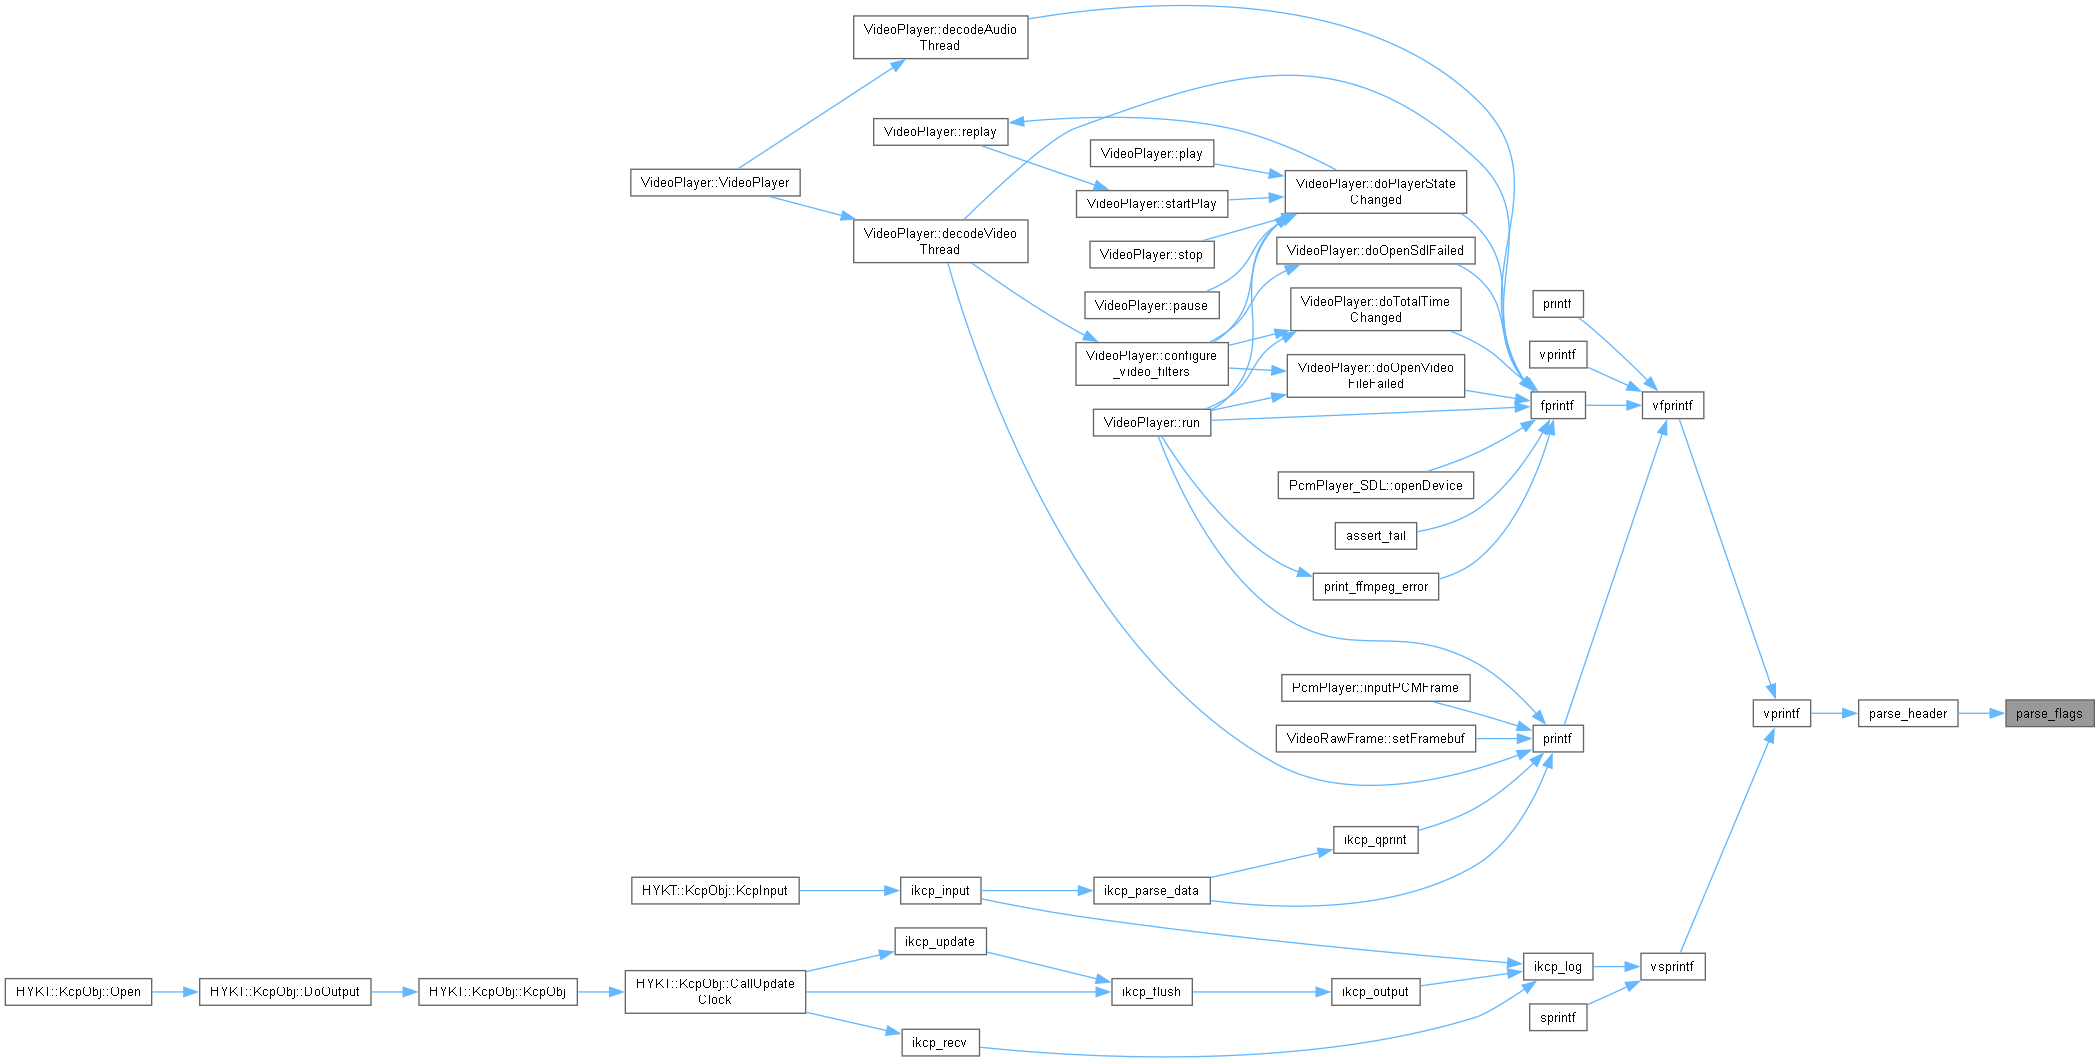 VideoPlayer::decodeAudio
Thread
VideoPlayer::replay
VideoPlayer::play
VideoPlayer::VideoPlayer
VideoPlayer::doPlayerState
Changed
VideoPlayer::startPlay
VideoPlayer::decodeVideo
Thread
VideoPlayer::stop
VideoPlayer::doOpenSdlFailed
VideoPlayer::pause
VideoPlayer::doTotalTime
Changed
printf
VideoPlayer::configure
_video_filters
vprintf
VideoPlayer::doOpenVideo
FileFailed
fprintf
vfprintf
VideoPlayer::run
PcmPlayer_SDL::openDevice
assert_fail
print_ffmpeg_error
PcmPlayer::inputPCMFrame
vprintf
parse_header
parse_flags
VideoRawFrame::setFramebuf
printf
ikcp_qprint
HYKT::KcpObj::KcpInput
ikcp_input
ikcp_parse_data
ikcp_update
ikcp_log
vsprintf
HYKT::KcpObj::Open
HYKT::KcpObj::DoOutput
HYKT::KcpObj::KcpObj
HYKT::KcpObj::CallUpdate
Clock
ikcp_flush
ikcp_output
sprintf
ikcp_recv